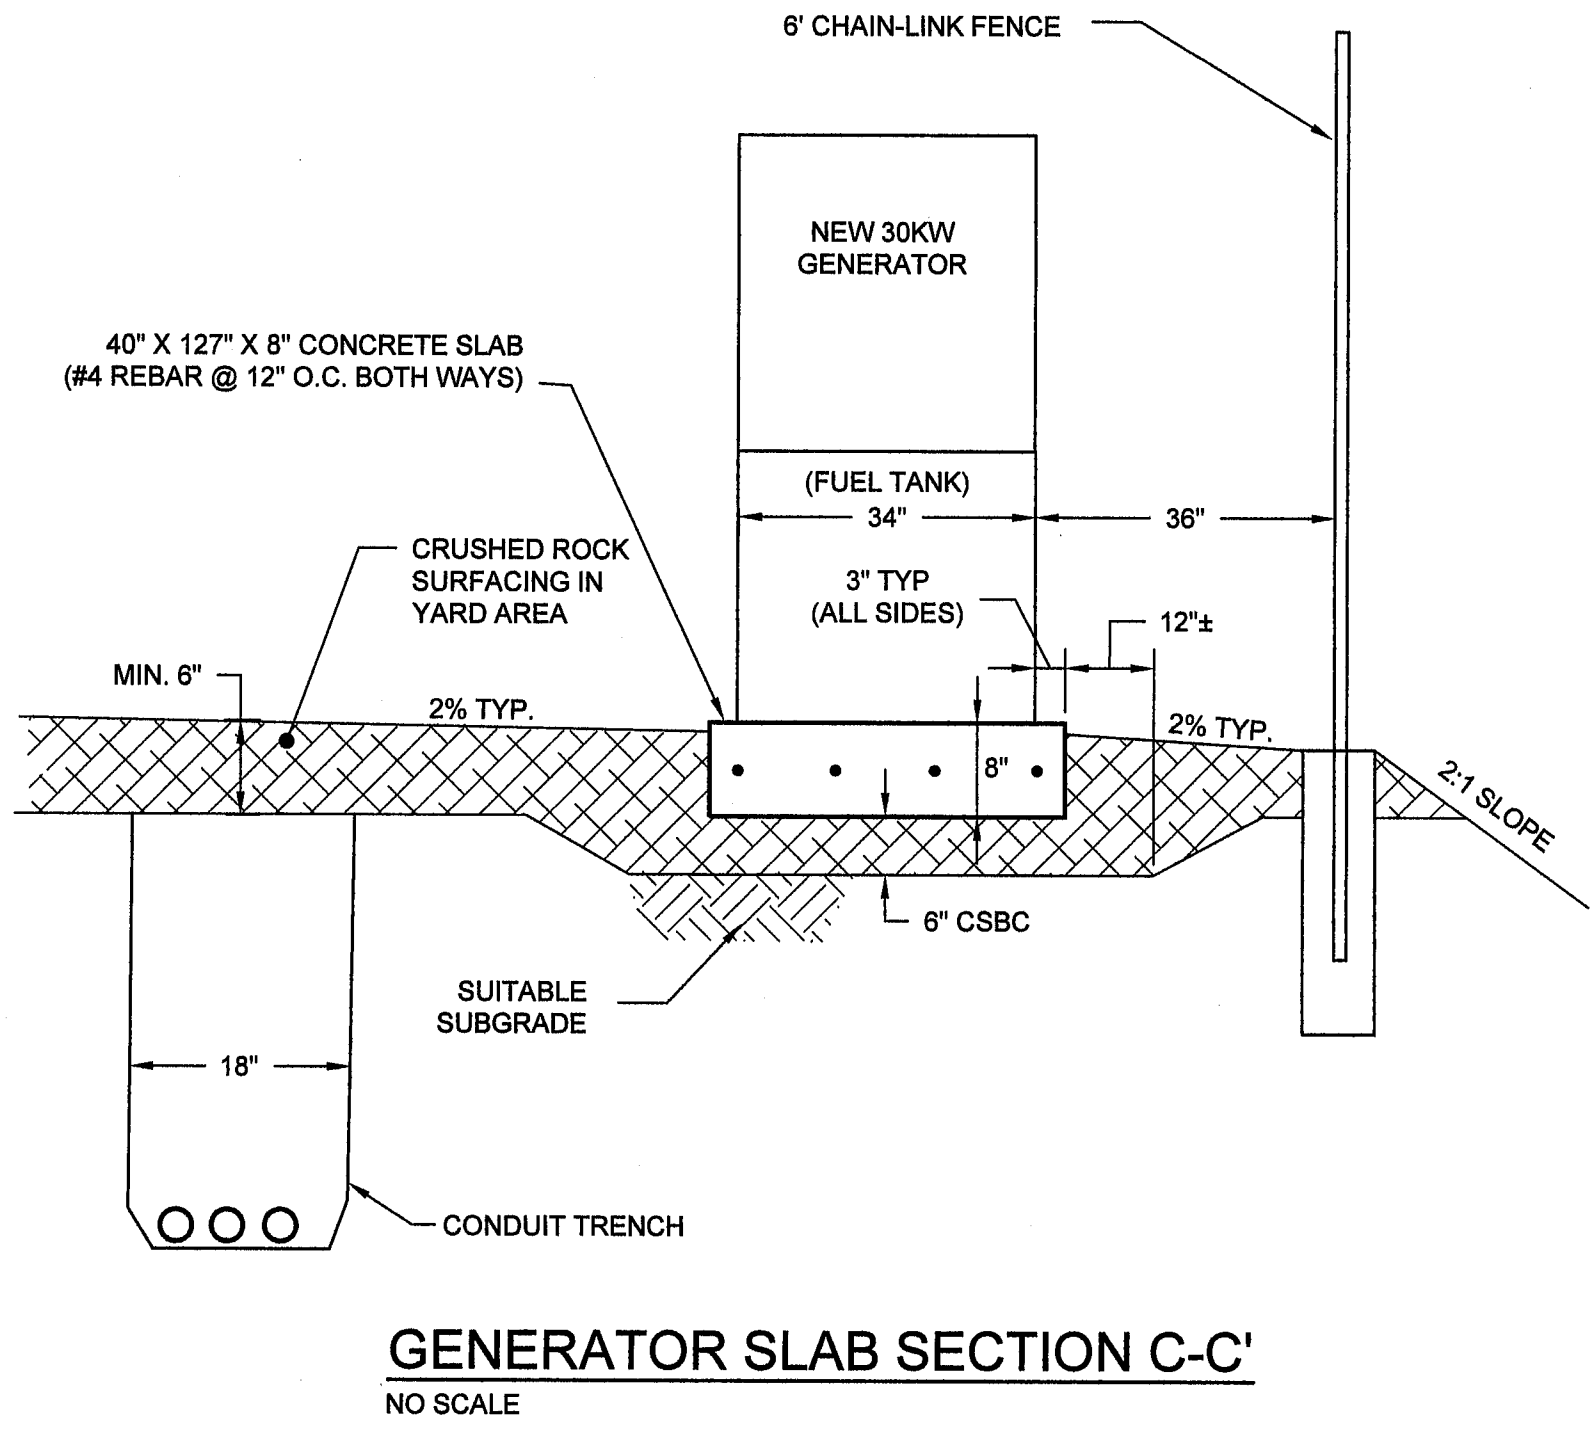 6' CHAIN-LINK FENCE
NEW 30KW
GENERATOR
40" X 127" X 8" CONCRETE SLAB
(#4 REBAR @ 12" O.C. BOTH WAYS)
(FUEL TANK)
34"
36"
CRUSHED ROCK
SURFACING IN
YARD AREA
3" TYP
(ALL SIDES)
12"±
MIN. 6"
2% TYP.
2% TYP.
8"
2:1 SLOPE
6" CSBC
SUITABLE
SUBGRADE
18"
CONDUIT TRENCH
GENERATOR SLAB SECTION C-C'
NO SCALE